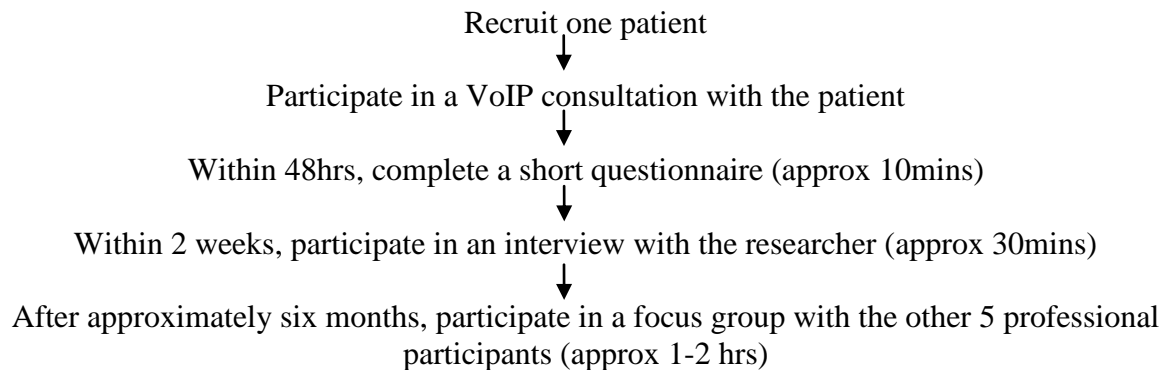 Recruit one patient
Participate in a VoIP consultation with the patient
Within 48hrs, complete a short questionnaire (approx 10mins)
Within 2 weeks, participate in an interview with the researcher (approx 30mins)
After approximately six months, participate in a focus group with the other 5 professional
participants (approx 1-2 hrs)